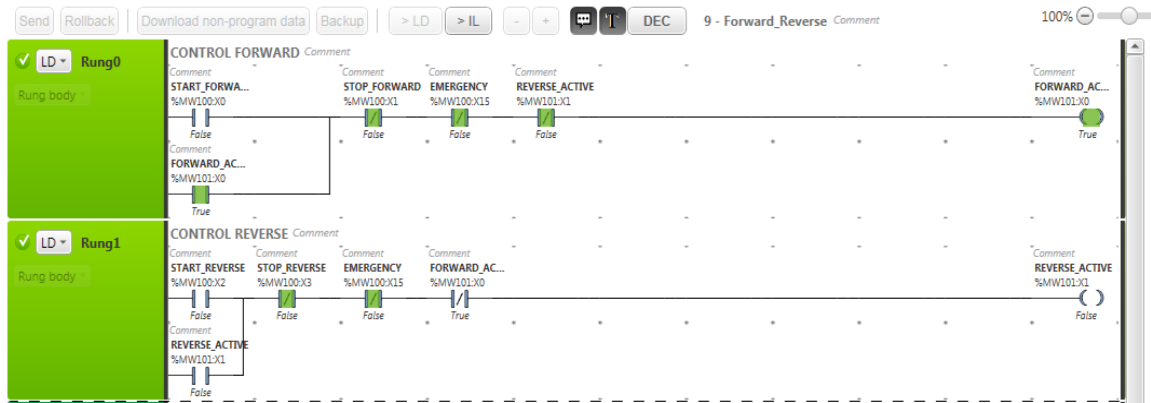 Send Rollback Download non-program data Backup > LD > IL - + T DEC 9 - Forward_Reverse Comment 100%
LD Rung0 CONTROL FORWARD Comment
Rung body
Comment Comment Comment Comment Comment
START_FORWA... STOP_FORWARD EMERGENCY REVERSE_ACTIVE FORWARD_AC...
%MW100:X0 %MW100:X1 %MW100:X15 %MW101:X1 %MW101:X0
False False False False True
Comment
FORWARD_AC...
%MW101:X0
True
LD Rung1 CONTROL REVERSE Comment
Rung body
Comment Comment Comment Comment Comment
START_REVERSE STOP_REVERSE EMERGENCY FORWARD_AC... REVERSE_ACTIVE
%MW100:X2 %MW100:X3 %MW100:X15 %MW101:X0 %MW101:X1
False False False True False
Comment
REVERSE_ACTIVE
%MW101:X1
False